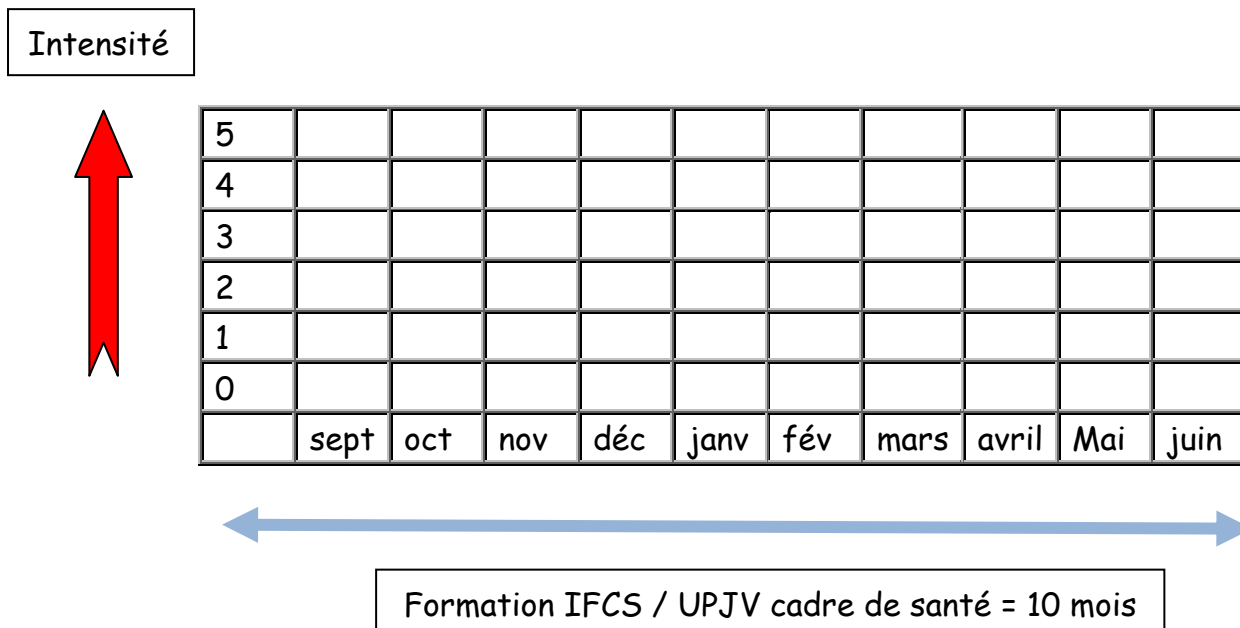 Intensité
5
4
3
2
1
0
sept oct nov déc janv fév mars avril Mai juin
Formation IFCS / UPJV cadre de santé = 10 mois